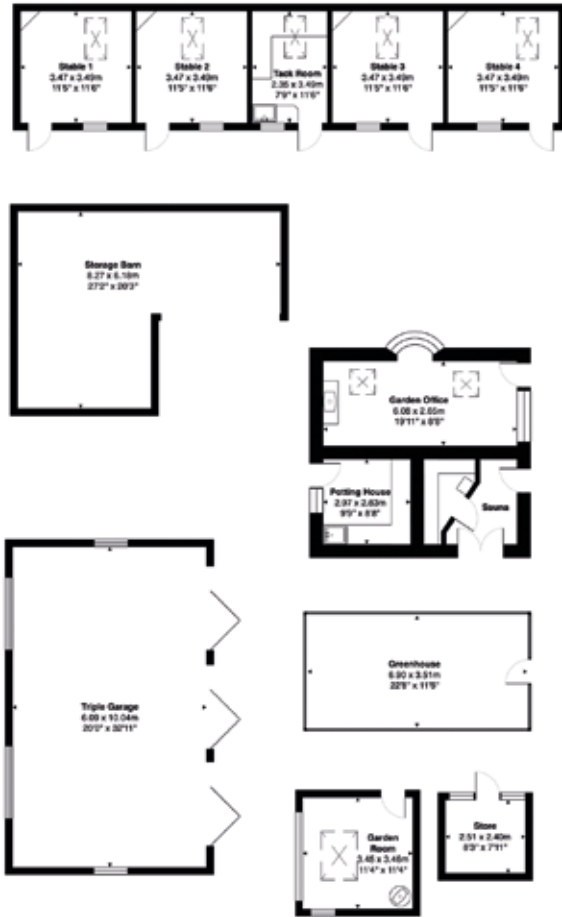 Stable 1
3.47 x 3.49m
11'5" x 11'6"
Stable 2
3.47 x 3.49m
11'5" x 11'6"
Tack Room
2.35 x 3.49m
7'9" x 11'6"
Stable 3
3.47 x 3.49m
11'5" x 11'6"
Stable 4
3.47 x 3.49m
11'5" x 11'6"
Storage Barn
8.27 x 6.18m
27'2" x 20'3"
Garden Office
6.08 x 2.65m
19'11" x 8'8"
Potting House
2.97 x 2.63m
9'9" x 8'8"
Sauna
Greenhouse
6.90 x 3.51m
22'8" x 11'6"
Triple Garage
6.09 x 10.04m
20'0" x 32'11"
Garden
Room
3.46 x 3.46m
11'4" x 11'4"
Store
2.51 x 2.40m
8'3" x 7'11"